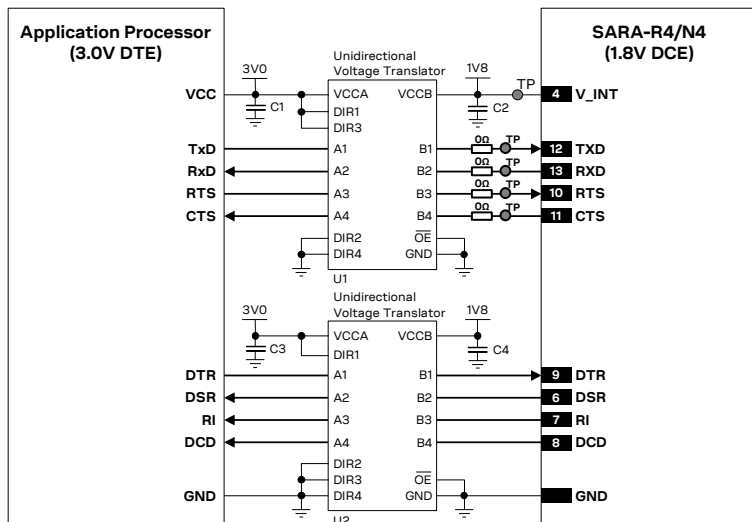 Application Processor
(3.0V DTE)
SARA-R4/N4
(1.8V DCE)
Unidirectional
Voltage Translator
3V0
1V8
TP
VCC
C1
VCCA
VCCB
C2
4
V_INT
DIR1
DIR3
0Ω
TP
TxD
A1
B1
12
TXD
0Ω
TP
RxD
A2
B2
13
RXD
0Ω
TP
RTS
A3
B3
10
RTS
0Ω
TP
CTS
A4
B4
11
CTS
DIR2
OE
DIR4
GND
U1
Unidirectional
Voltage Translator
3V0
1V8
VCCA
VCCB
C3
DIR1
C4
DTR
A1
B1
9
DTR
DSR
A2
B2
6
DSR
RI
A3
B3
7
RI
DCD
A4
B4
8
DCD
DIR2
DIR3
OE
GND
DIR4
GND
GND
U2